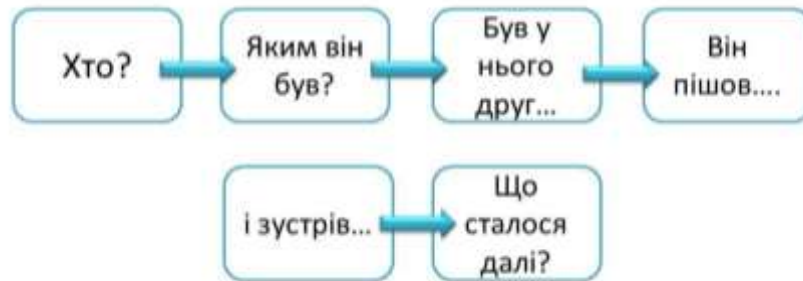 Хто?
Яким він
був?
Був у
нього
друг...
Він
пішов....
і зустрів...
Що
сталося
далі?